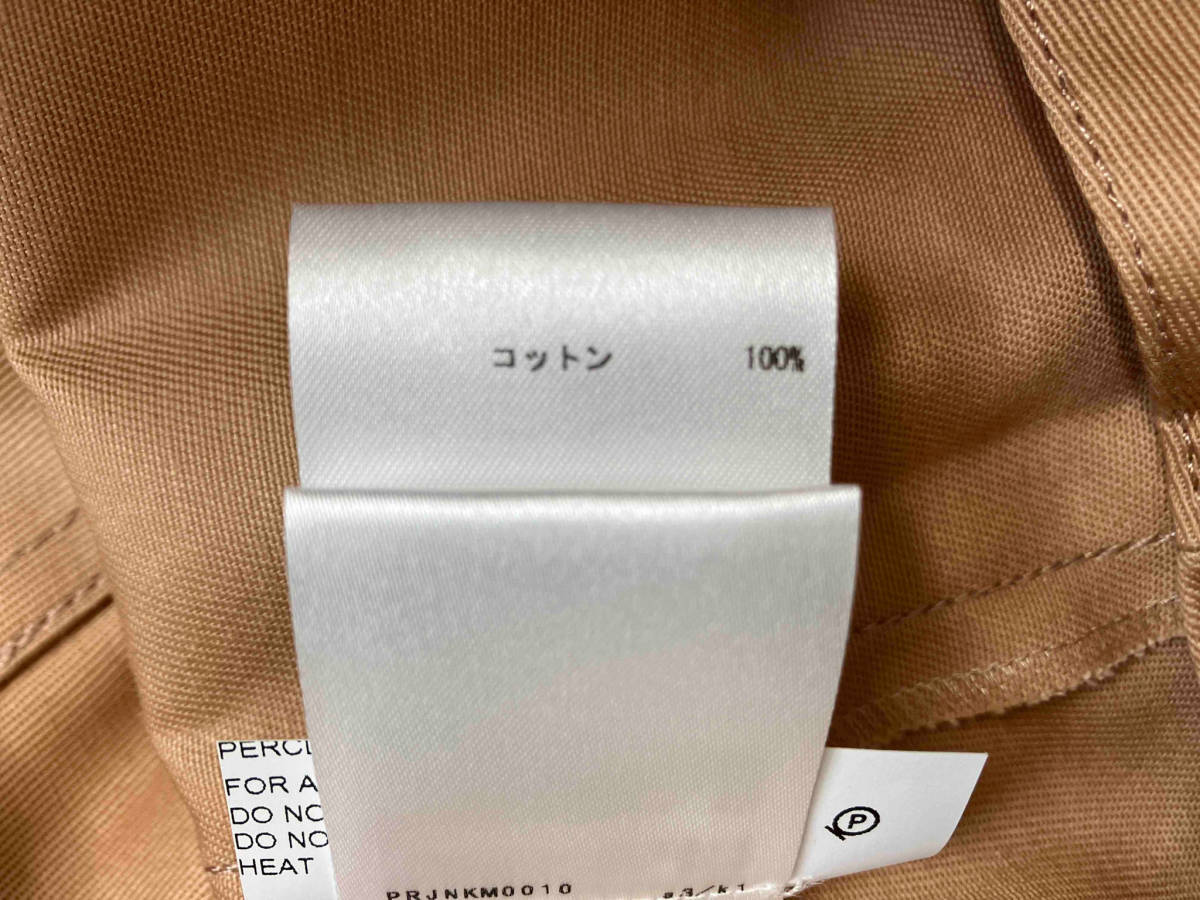 コットン 100%
PERCL
FOR A
DO NO
DO NO
HEAT
P
PRJNKM0010